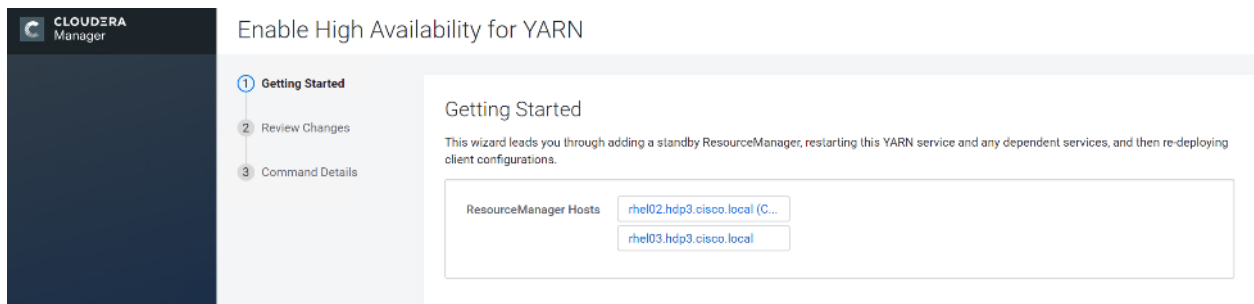 CLOUDERA
Manager
Enable High Availability for YARN
1 Getting Started
2 Review Changes
3 Command Details
Getting Started
This wizard leads you through adding a standby ResourceManager, restarting this YARN service and any dependent services, and then re-deploying
client configurations.
ResourceManager Hosts
rhel02.hdp3.cisco.local (C...
rhel03.hdp3.cisco.local